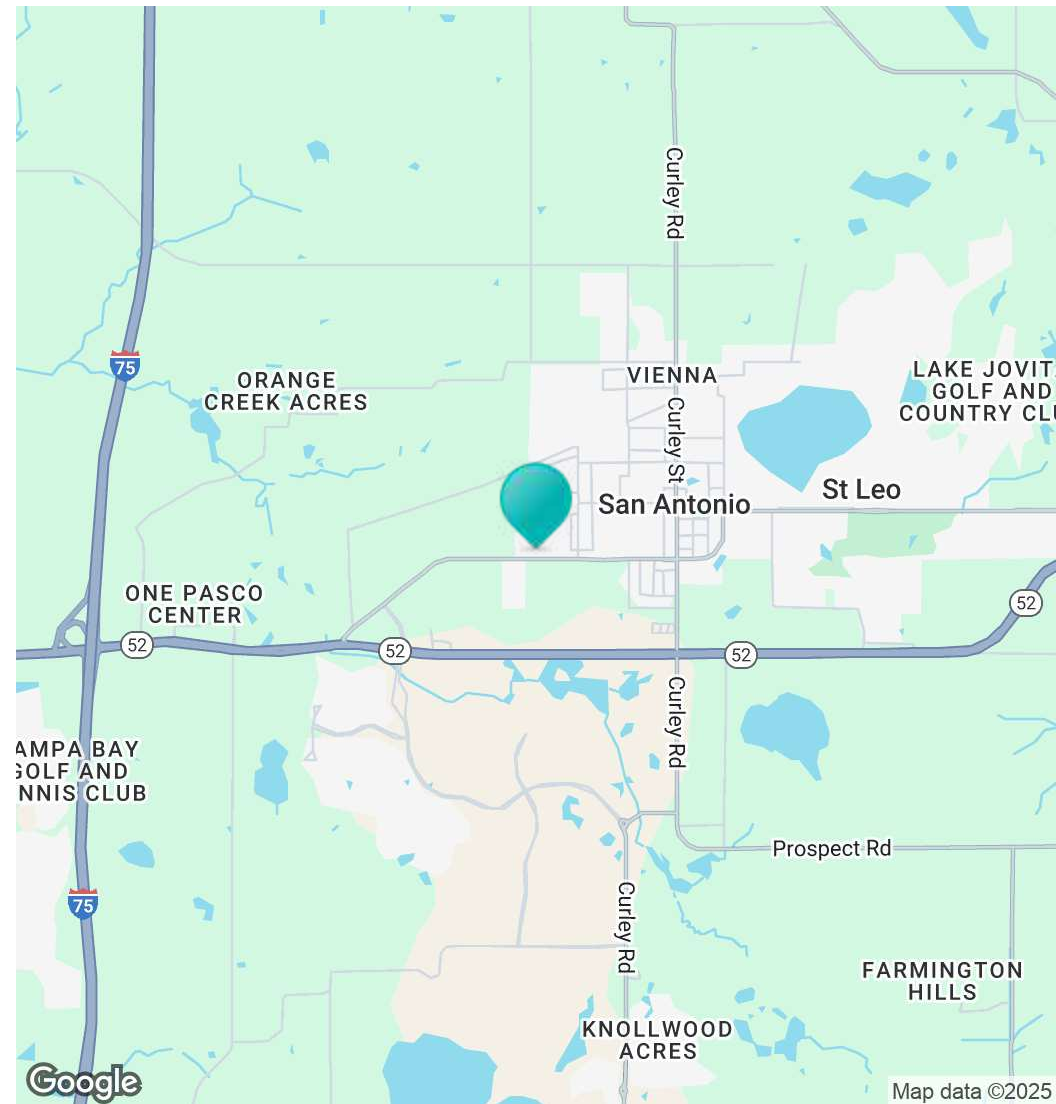 Curley Rd
75
ORANGE
CREEK ACRES
VIENNA
LAKE JOVIT
GOLF AND
COUNTRY CLU
Curley St
San Antonio
St Leo
ONE PASCO
CENTER
52
52
52
52
Curley Rd
AMPA BAY
GOLF AND
NNIS CLUB
Prospect Rd
75
Curley Rd
FARMINGTON
HILLS
KNOLLWOOD
ACRES
Google
Map data ©2025